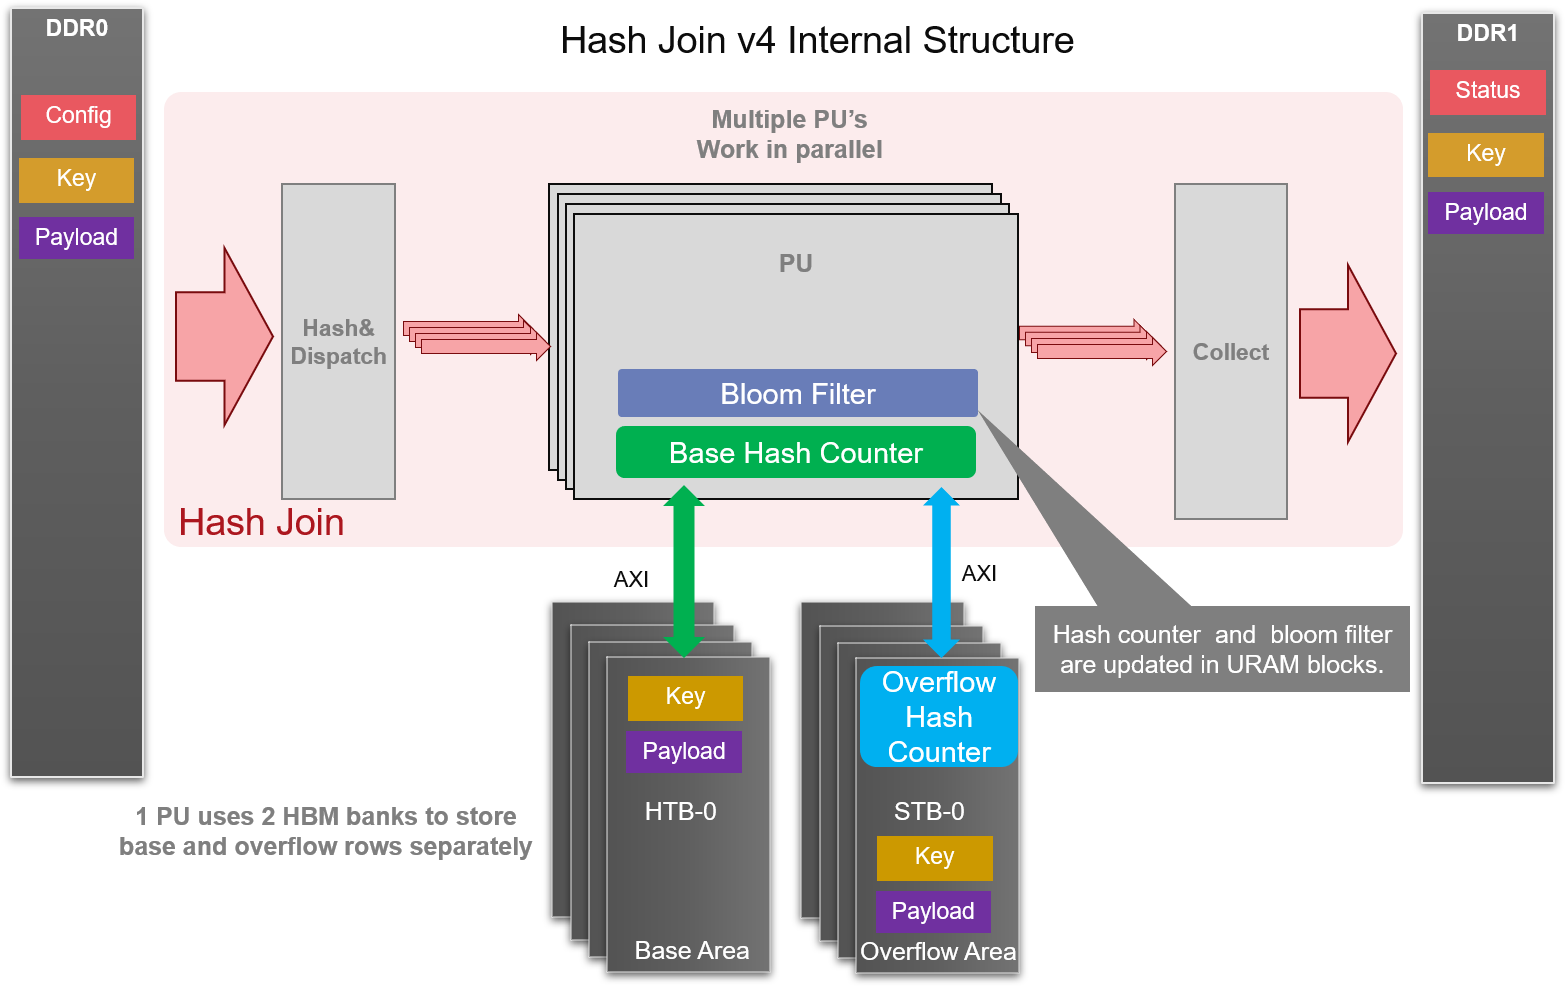 Hash Join v4 Internal Structure
DDR0
Config
Key
Payload
Multiple PU’s
Work in parallel
Hash&
Dispatch
PU
Bloom Filter
Base Hash Counter
Collect
Hash Join
DDR1
Status
Key
Payload
AXI
AXI
Hash counter and bloom filter
are updated in URAM blocks.
Key
Payload
HTB-0
Base Area
Overflow
Hash
Counter
STB-0
Key
Payload
Overflow Area
1 PU uses 2 HBM banks to store
base and overflow rows separately